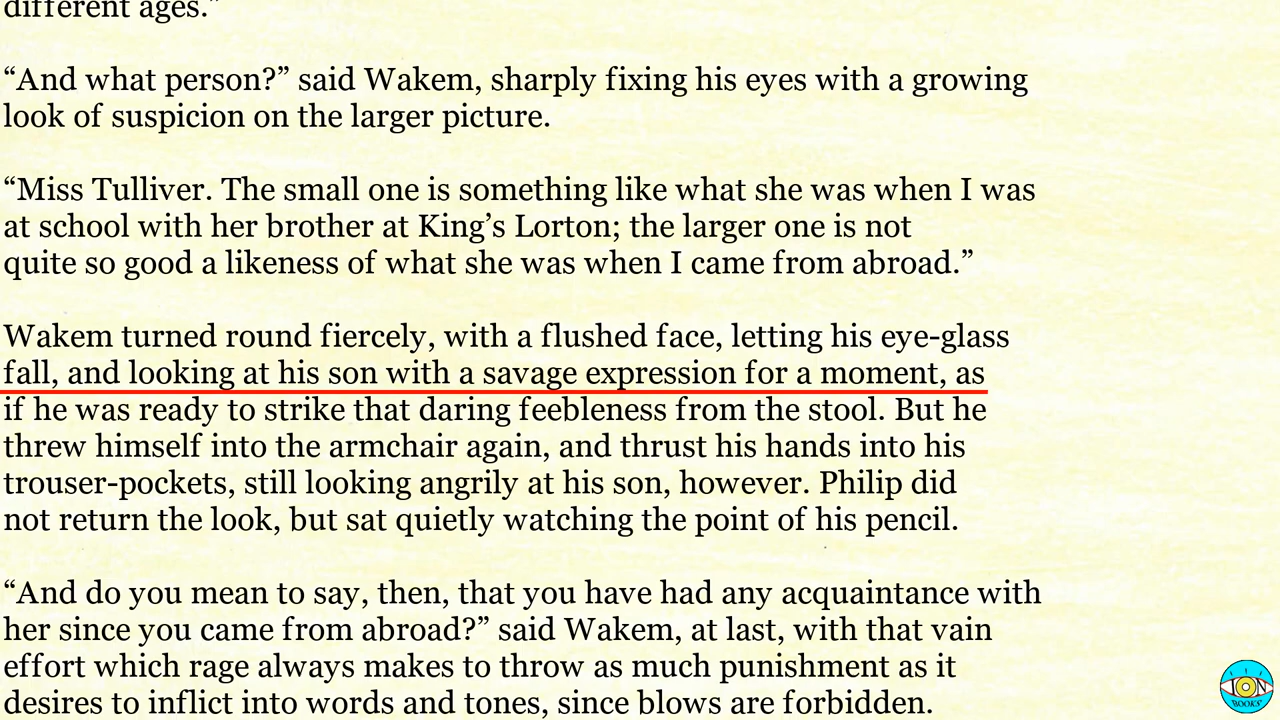 different ages.”
“And what person?” said Wakem, sharply fixing his eyes with a growing
look of suspicion on the larger picture.
“Miss Tulliver. The small one is something like what she was when I was
at school with her brother at King’s Lorton; the larger one is not
quite so good a likeness of what she was when I came from abroad.”
Wakem turned round fiercely, with a flushed face, letting his eye-glass
fall, and looking at his son with a savage expression for a moment, as
if he was ready to strike that daring feebleness from the stool. But he
threw himself into the armchair again, and thrust his hands into his
trouser-pockets, still looking angrily at his son, however. Philip did
not return the look, but sat quietly watching the point of his pencil.
“And do you mean to say, then, that you have had any acquaintance with
her since you came from abroad?” said Wakem, at last, with that vain
effort which rage always makes to throw as much punishment as it
desires to inflict into words and tones, since blows are forbidden.
ION
BOOKS